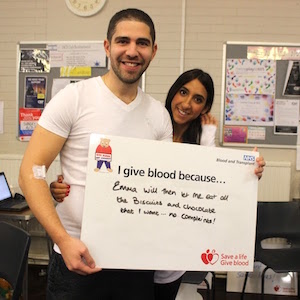 Blood and Transplant
I give blood because...
Emma will then let me eat all
the Biscuits and chocolate
that I want... no complaints!
Save a life
Give blood